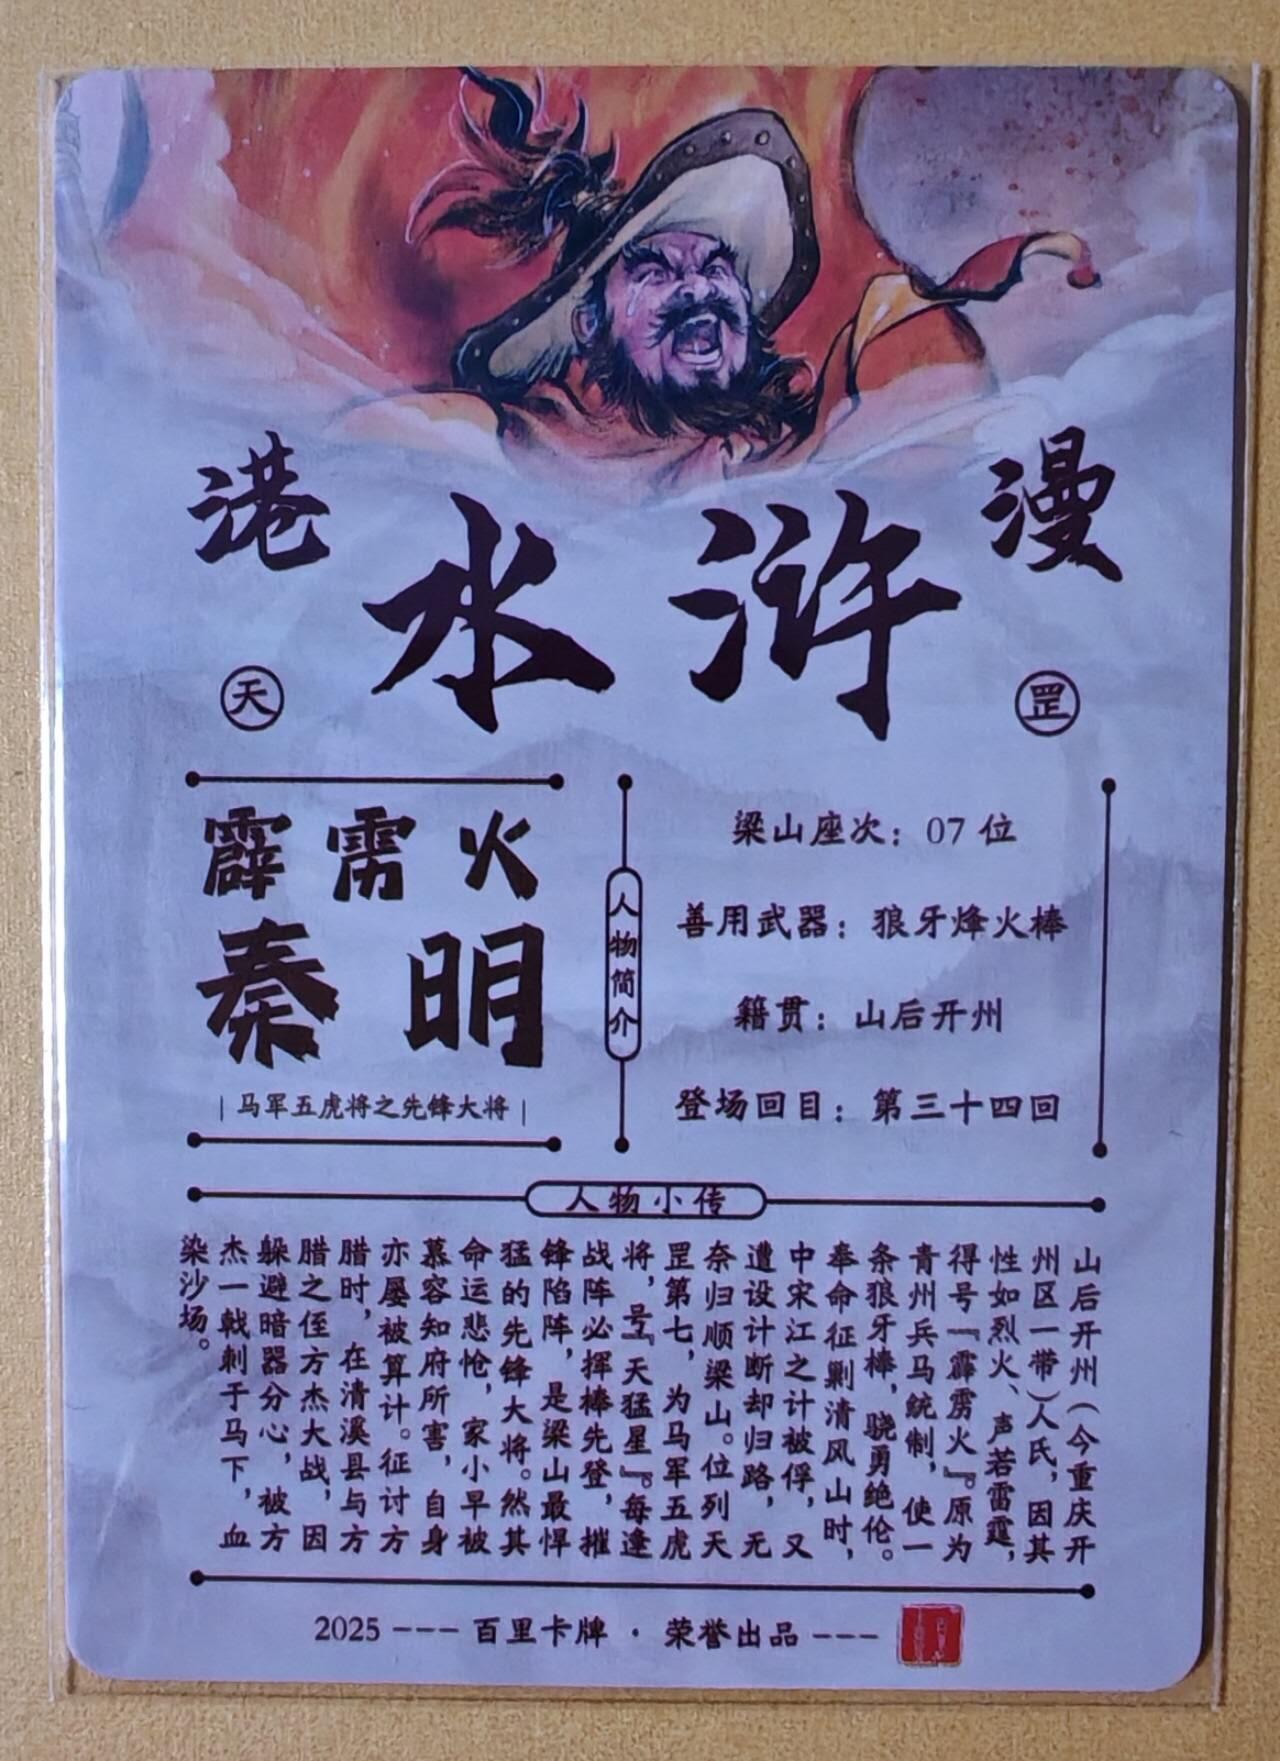 港 漫
水浒
天 罡
霹雳火
秦明
马军五虎将之先锋大将
人物简介
梁山座次：07 位
善用武器：狼牙烽火棒
籍贯：山后开州
登场回目：第三十四回
人物小传
山后开州（今重庆开
州区一带）人氏，因其
性如烈火、声若雷霆，
得号『霹雳火』。原为
青州兵马统制，使一
条狼牙棒，骁勇绝伦。
奉命征剿清风山时，
中宋江之计被俘，又
遭设计断却归路，无
奈归顺梁山。位列天
罡第七，为马军五虎
将，号『天猛星』。每逢
战阵必挥棒先登，摧
锋陷阵，是梁山最悍
猛的先锋大将。然其
命运悲怆，家小早被
慕容知府所害，自身
亦屡被算计。征讨方
腊时，在清溪县与方
腊之侄方杰大战，因
躲避暗器分心，被方
杰一戟刺于马下，血
染沙场。
2025 --- 百里卡牌 · 荣誉出品 ---